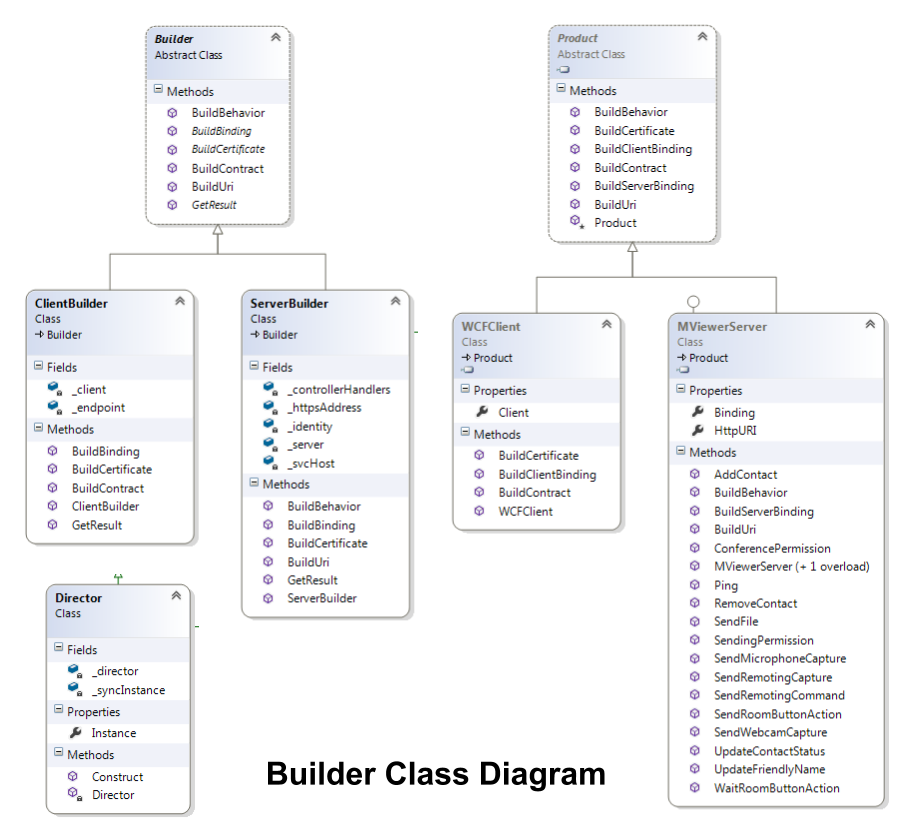 Builder
Abstract Class
Methods
BuildBehavior
BuildBinding
BuildCertificate
BuildContract
BuildUri
GetResult
Product
Abstract Class
Methods
BuildBehavior
BuildCertificate
BuildClientBinding
BuildContract
BuildServerBinding
BuildUri
Product
ClientBuilder
Class
Builder
Fields
_client
_endpoint
Methods
BuildBinding
BuildCertificate
BuildContract
ClientBuilder
GetResult
ServerBuilder
Class
Builder
Fields
_controllerHandlers
_httpsAddress
_identity
_server
_svcHost
Methods
BuildBehavior
BuildBinding
BuildCertificate
BuildUri
GetResult
ServerBuilder
WCFClient
Class
Product
Properties
Client
Methods
BuildCertificate
BuildClientBinding
BuildContract
WCFClient
MViewerServer
Class
Product
Properties
Binding
HttpURI
Methods
AddContact
BuildBehavior
BuildServerBinding
BuildUri
ConferencePermission
MViewerServer (+ 1 overload)
Ping
RemoveContact
SendFile
SendingPermission
SendMicrophoneCapture
SendRemotingCapture
SendRemotingCommand
SendRoomButtonAction
SendWebcamCapture
UpdateContactStatus
UpdateFriendlyName
WaitRoomButtonAction
Director
Class
Fields
_director
_syncInstance
Properties
Instance
Methods
Construct
Director
Builder Class Diagram